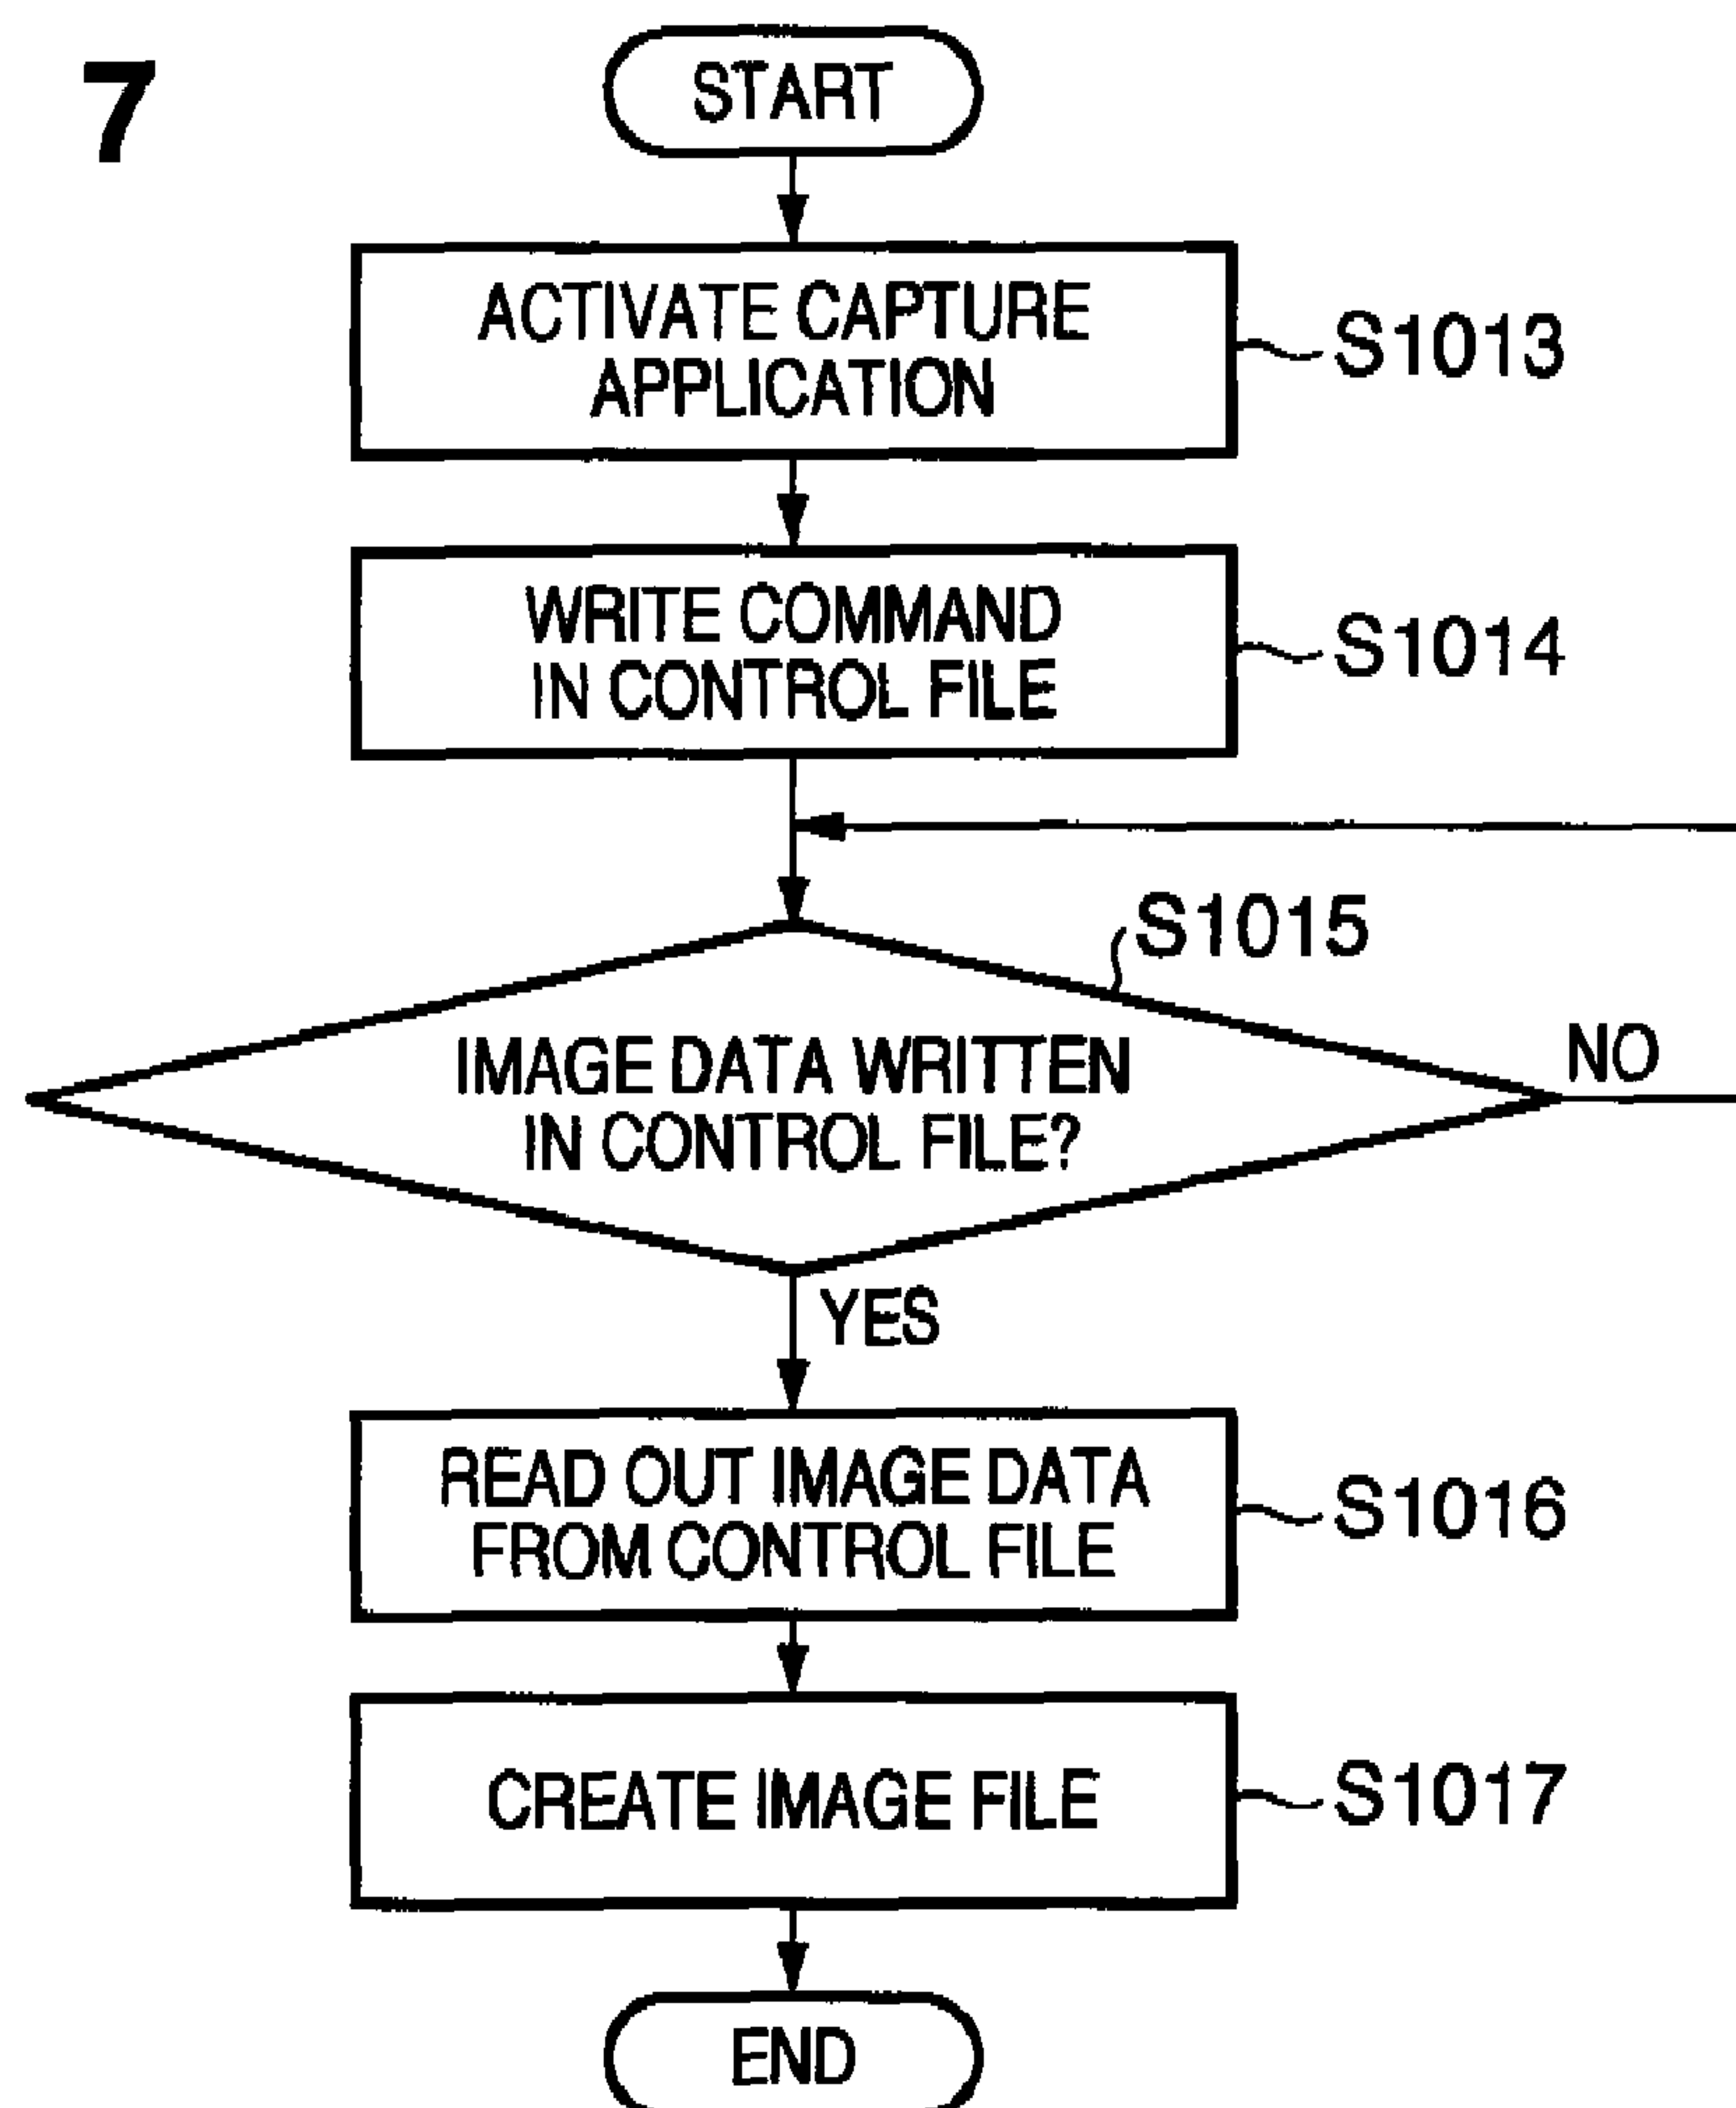 7
START
ACTIVATE CAPTURE
APPLICATION
S1013
WRITE COMMAND
IN CONTROL FILE
S1014
S1015
IMAGE DATA WRITTEN
IN CONTROL FILE?
NO
YES
READ OUT IMAGE DATA
FROM CONTROL FILE
S1016
CREATE IMAGE FILE
S1017
END